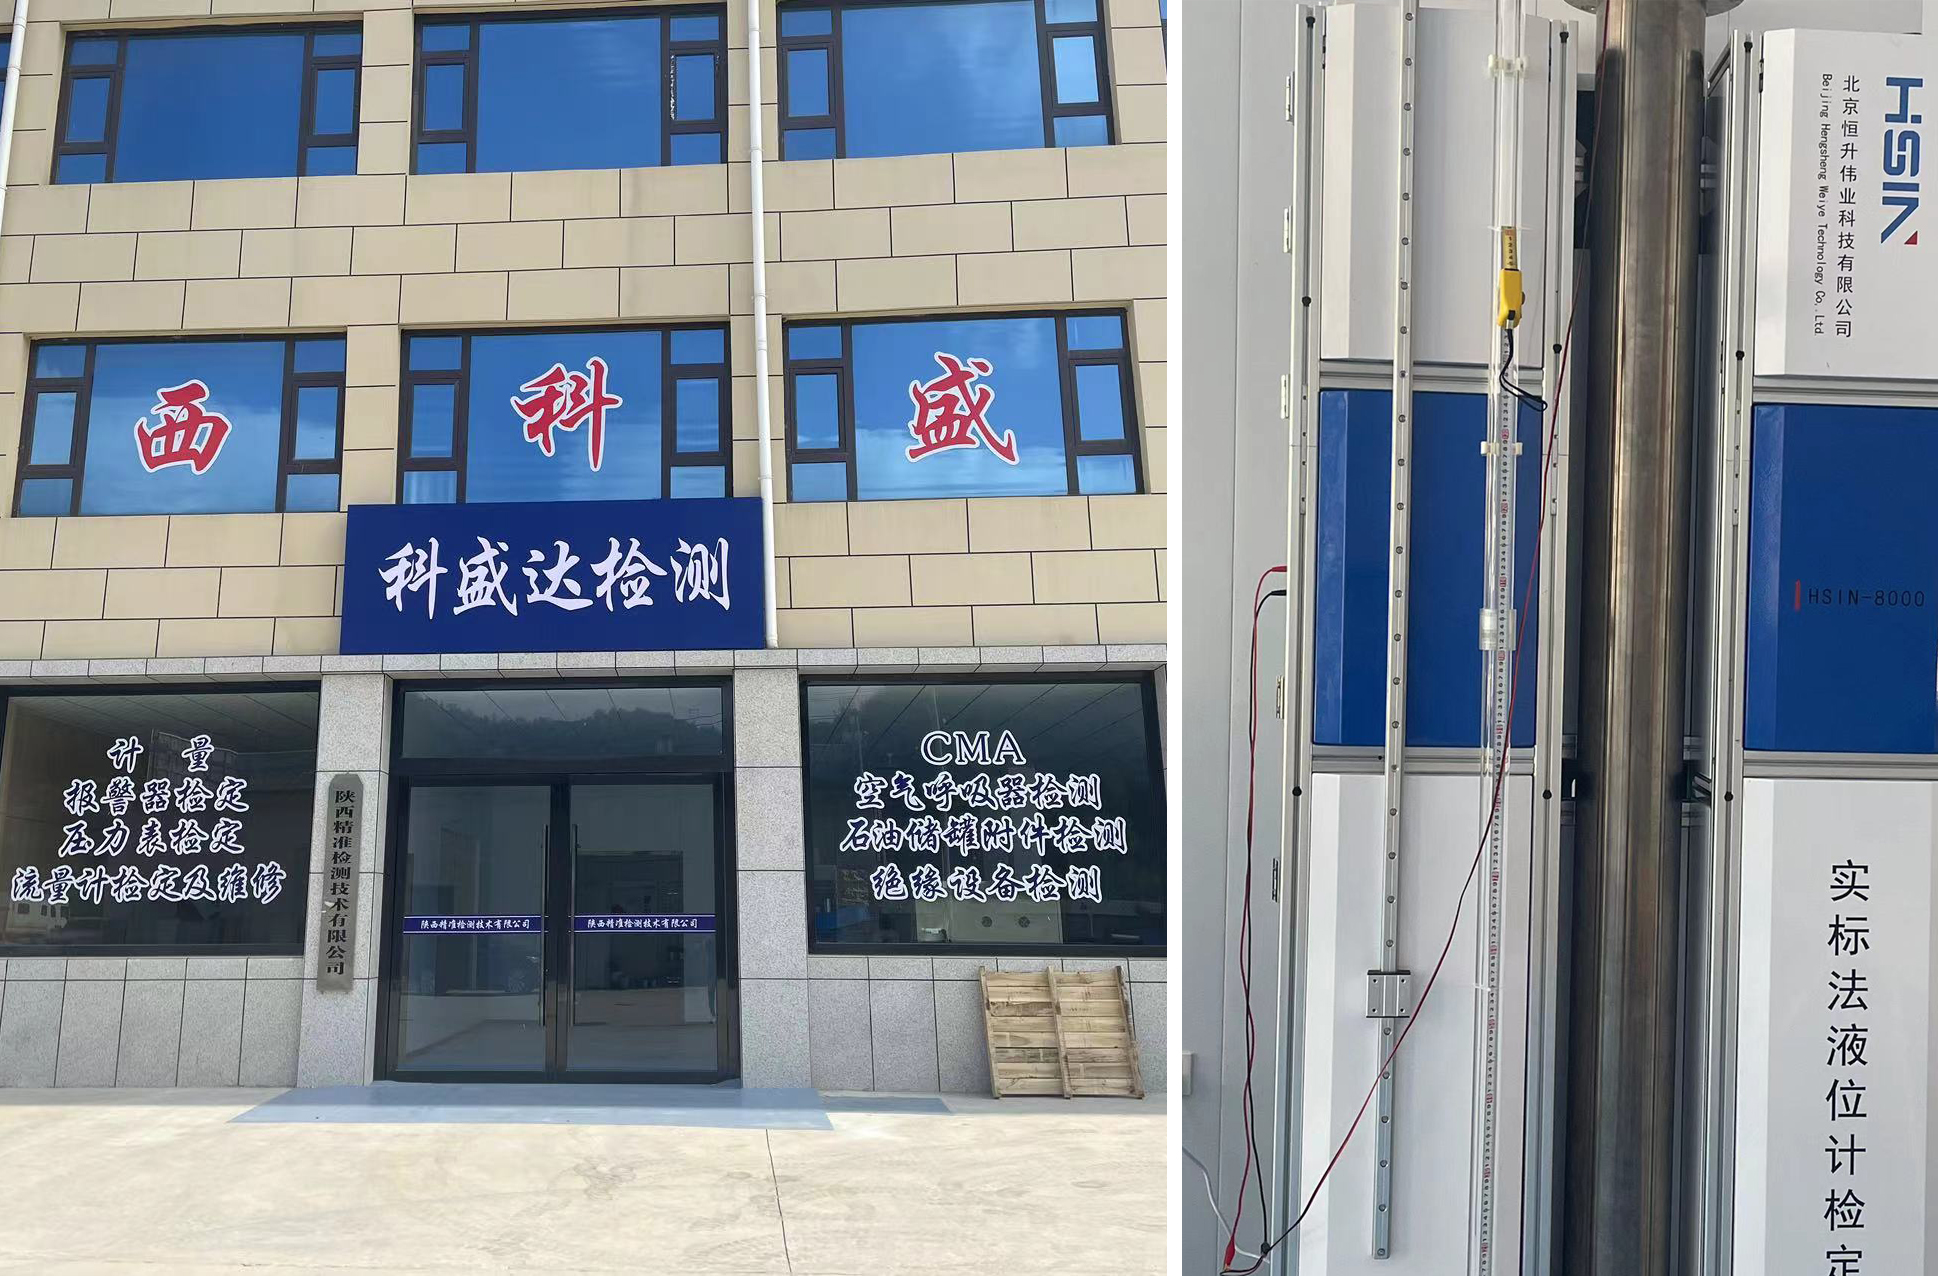 西 科 盛
科盛达检测
计 量
报警器检定
压力表检定
流量计检定及维修
陕西精准检测技术有限公司
陕西精准检测技术有限公司
陕西精准检测技术有限公司
CMA
空气呼吸器检测
石油储罐附件检测
绝缘设备检测
HSIN
北京恒升伟业科技有限公司
Beijing Hengsheng Weiye Technology Co.,Ltd
HSIN-8000
实标法液位计检定